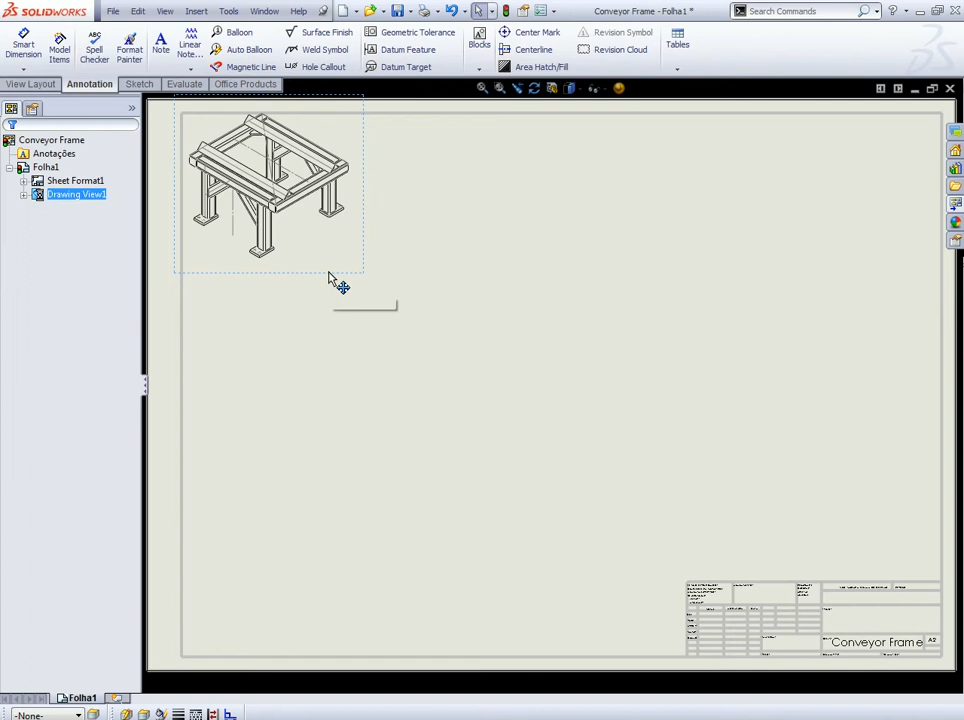 SOLIDWORKS File Edit View Insert Tools Window Help Conveyor Frame - Folha1 * Search Commands
Smart Dimension
Model Items
Spell Checker
Format Painter
Note
Linear Note...
Balloon
Auto Balloon
Magnetic Line
Surface Finish
Weld Symbol
Hole Callout
Geometric Tolerance
Datum Feature
Datum Target
Blocks
Center Mark
Centerline
Area Hatch/Fill
Revision Symbol
Revision Cloud
Tables
View Layout Annotation Sketch Evaluate Office Products
Conveyor Frame
Anotações
Folha1
Sheet Format1
Drawing View1
Conveyor Frame A2
Folha1
-None-